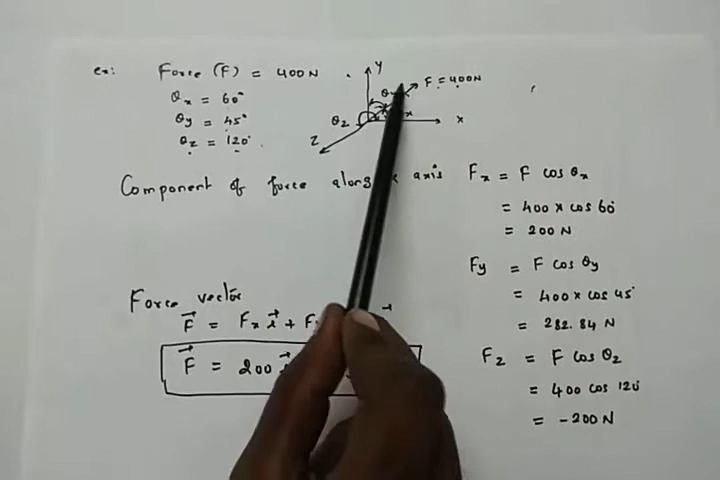 ex: Force (F) = 400N
θx = 60°
θy = 45°
θz = 120°
Y
F = 400N
θz
x
X
Z
Component of force along axis
Fx = F cos θx
= 400 x cos 60°
= 200 N
Fy = F cos θy
= 400 x cos 45°
= 282.84 N
Fz = F cos θz
= 400 cos 120°
= -200 N
Force vector
F⃗ = Fx i⃗ + F
F⃗ = 200